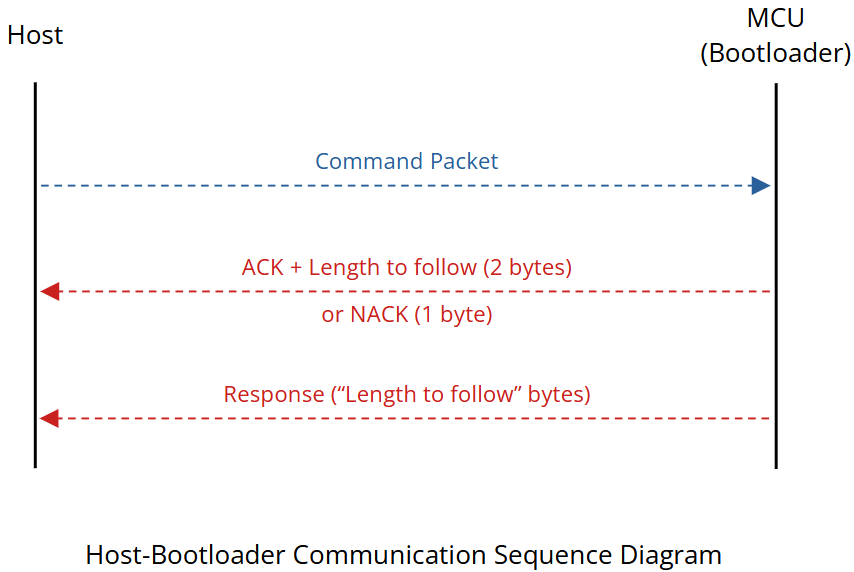 Host
MCU
(Bootloader)
Command Packet
ACK + Length to follow (2 bytes)
or NACK (1 byte)
Response (“Length to follow” bytes)
Host-Bootloader Communication Sequence Diagram